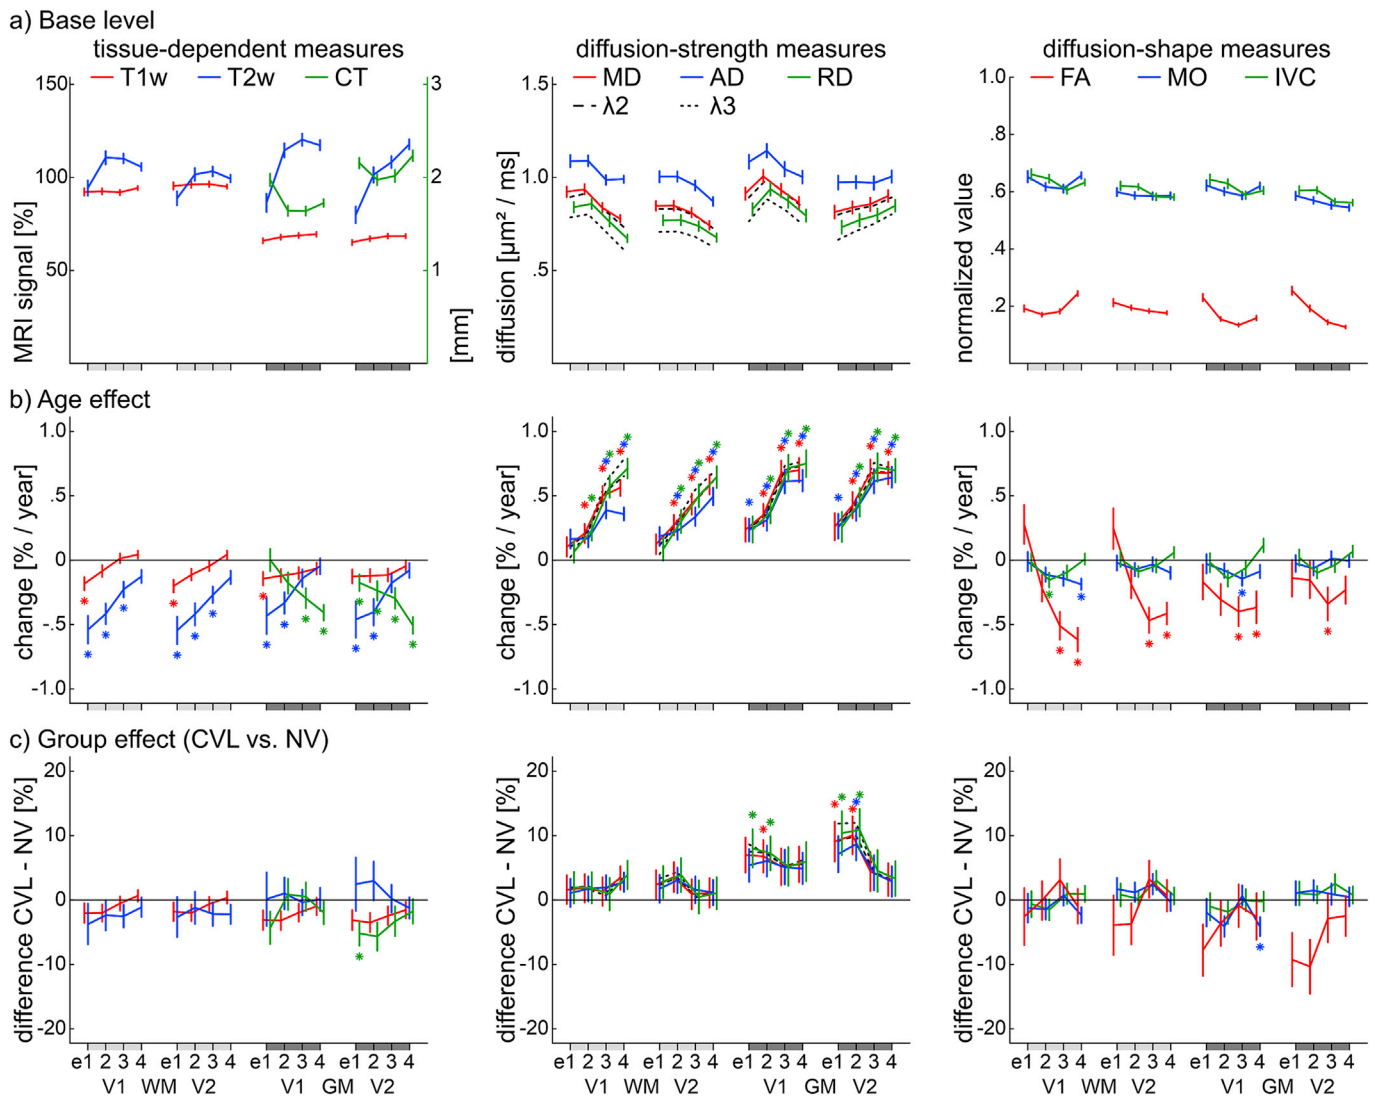 a) Base level
tissue-dependent measures
T1w T2w CT
150
100
50
MRI signal [%]
3
2
1
[mm]
diffusion-strength measures
MD AD RD
λ2 λ3
1.5
1.0
.5
diffusion [µm² / ms]
diffusion-shape measures
FA MO IVC
1.0
.8
.6
.4
.2
normalized value
b) Age effect
1.0
.5
0
-.5
-1.0
change [% / year]
1.0
.5
0
-.5
-1.0
change [% / year]
1.0
.5
0
-.5
-1.0
change [% / year]
c) Group effect (CVL vs. NV)
20
10
0
-10
-20
difference CVL - NV [%]
20
10
0
-10
-20
difference CVL - NV [%]
20
10
0
-10
-20
difference CVL - NV [%]
e1 2 3 4 e1 2 3 4 e1 2 3 4 e1 2 3 4
V1 WM V2 V1 GM V2
e1 2 3 4 e1 2 3 4 e1 2 3 4 e1 2 3 4
V1 WM V2 V1 GM V2
e1 2 3 4 e1 2 3 4 e1 2 3 4 e1 2 3 4
V1 WM V2 V1 GM V2